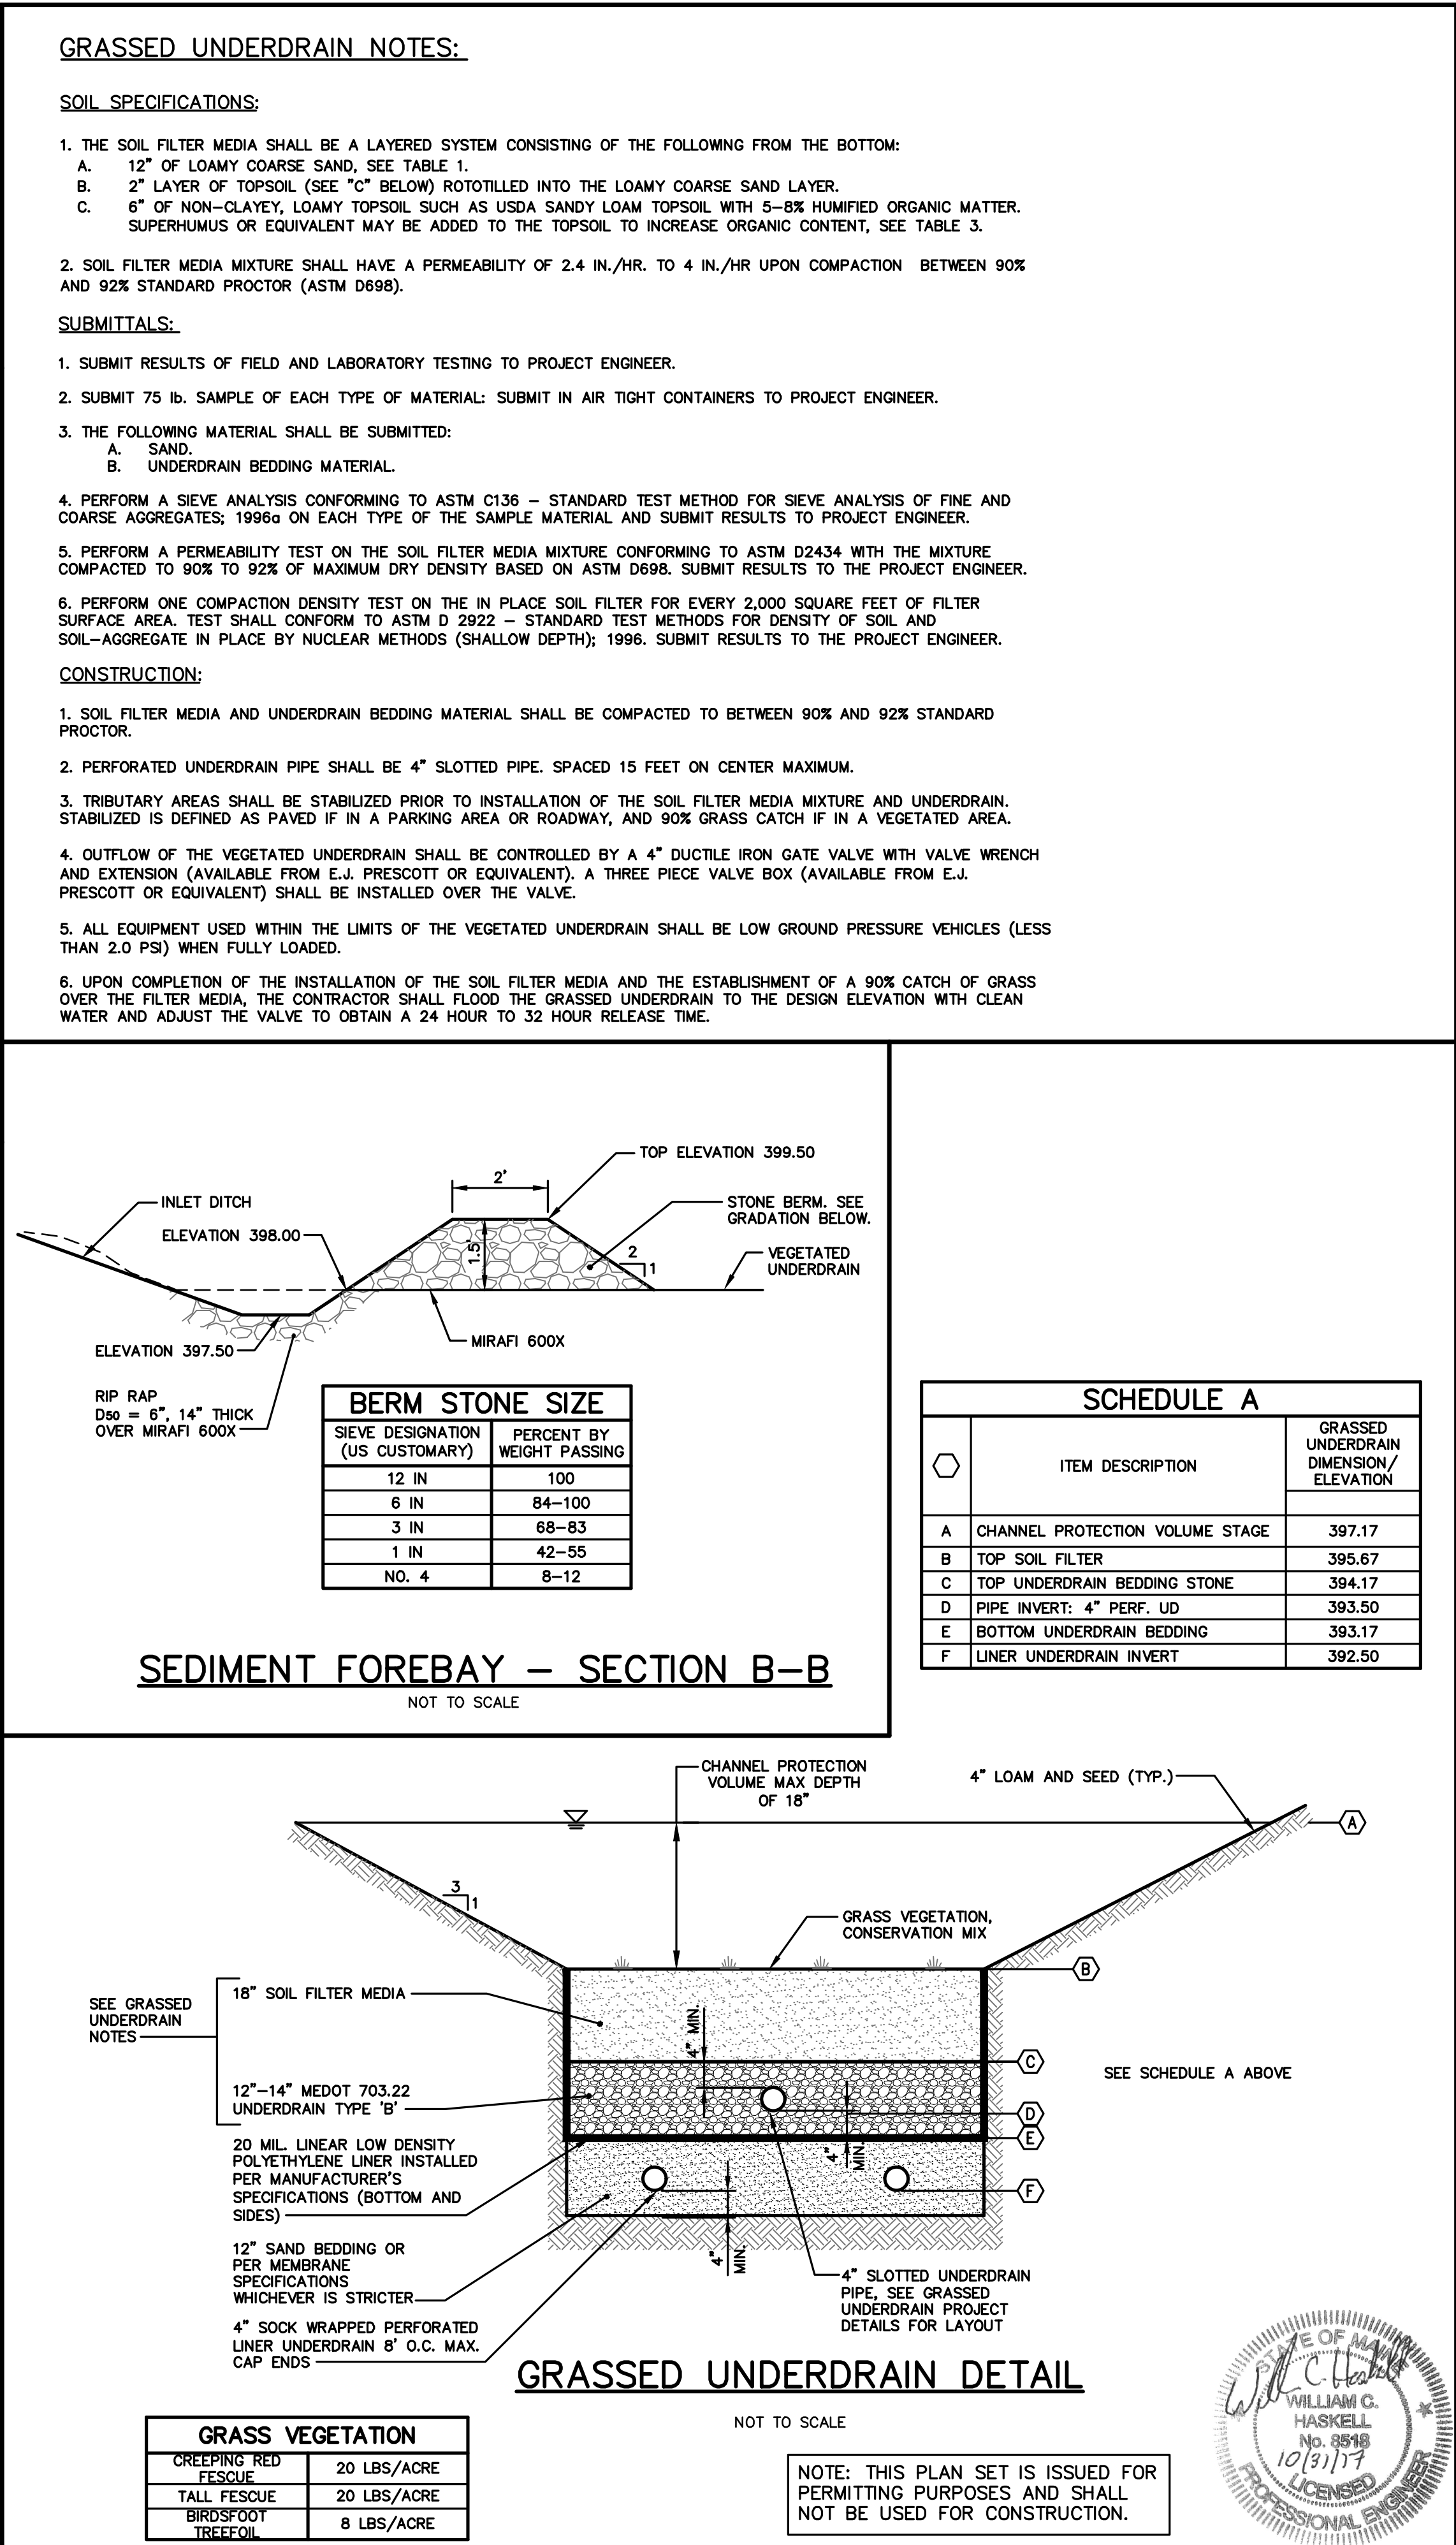 GRASSED UNDERDRAIN NOTES:
SOIL SPECIFICATIONS:
1. THE SOIL FILTER MEDIA SHALL BE A LAYERED SYSTEM CONSISTING OF THE FOLLOWING FROM THE BOTTOM:
A. 12" OF LOAMY COARSE SAND, SEE TABLE 1.
B. 2" LAYER OF TOPSOIL (SEE "C" BELOW) ROTOTILLED INTO THE LOAMY COARSE SAND LAYER.
C. 6" OF NON-CLAYEY, LOAMY TOPSOIL SUCH AS USDA SANDY LOAM TOPSOIL WITH 5-8% HUMIFIED ORGANIC MATTER.
SUPERHUMUS OR EQUIVALENT MAY BE ADDED TO THE TOPSOIL TO INCREASE ORGANIC CONTENT, SEE TABLE 3.
2. SOIL FILTER MEDIA MIXTURE SHALL HAVE A PERMEABILITY OF 2.4 IN./HR. TO 4 IN./HR UPON COMPACTION BETWEEN 90%
AND 92% STANDARD PROCTOR (ASTM D698).
SUBMITTALS:
1. SUBMIT RESULTS OF FIELD AND LABORATORY TESTING TO PROJECT ENGINEER.
2. SUBMIT 75 lb. SAMPLE OF EACH TYPE OF MATERIAL: SUBMIT IN AIR TIGHT CONTAINERS TO PROJECT ENGINEER.
3. THE FOLLOWING MATERIAL SHALL BE SUBMITTED:
A. SAND.
B. UNDERDRAIN BEDDING MATERIAL.
4. PERFORM A SIEVE ANALYSIS CONFORMING TO ASTM C136 - STANDARD TEST METHOD FOR SIEVE ANALYSIS OF FINE AND
COARSE AGGREGATES; 1996a ON EACH TYPE OF THE SAMPLE MATERIAL AND SUBMIT RESULTS TO PROJECT ENGINEER.
5. PERFORM A PERMEABILITY TEST ON THE SOIL FILTER MEDIA MIXTURE CONFORMING TO ASTM D2434 WITH THE MIXTURE
COMPACTED TO 90% TO 92% OF MAXIMUM DRY DENSITY BASED ON ASTM D698. SUBMIT RESULTS TO THE PROJECT ENGINEER.
6. PERFORM ONE COMPACTION DENSITY TEST ON THE IN PLACE SOIL FILTER FOR EVERY 2,000 SQUARE FEET OF FILTER
SURFACE AREA. TEST SHALL CONFORM TO ASTM D 2922 - STANDARD TEST METHODS FOR DENSITY OF SOIL AND
SOIL-AGGREGATE IN PLACE BY NUCLEAR METHODS (SHALLOW DEPTH); 1996. SUBMIT RESULTS TO THE PROJECT ENGINEER.
CONSTRUCTION:
1. SOIL FILTER MEDIA AND UNDERDRAIN BEDDING MATERIAL SHALL BE COMPACTED TO BETWEEN 90% AND 92% STANDARD
PROCTOR.
2. PERFORATED UNDERDRAIN PIPE SHALL BE 4" SLOTTED PIPE. SPACED 15 FEET ON CENTER MAXIMUM.
3. TRIBUTARY AREAS SHALL BE STABILIZED PRIOR TO INSTALLATION OF THE SOIL FILTER MEDIA MIXTURE AND UNDERDRAIN.
STABILIZED IS DEFINED AS PAVED IF IN A PARKING AREA OR ROADWAY, AND 90% GRASS CATCH IF IN A VEGETATED AREA.
4. OUTFLOW OF THE VEGETATED UNDERDRAIN SHALL BE CONTROLLED BY A 4" DUCTILE IRON GATE VALVE WITH VALVE WRENCH
AND EXTENSION (AVAILABLE FROM E.J. PRESCOTT OR EQUIVALENT). A THREE PIECE VALVE BOX (AVAILABLE FROM E.J.
PRESCOTT OR EQUIVALENT) SHALL BE INSTALLED OVER THE VALVE.
5. ALL EQUIPMENT USED WITHIN THE LIMITS OF THE VEGETATED UNDERDRAIN SHALL BE LOW GROUND PRESSURE VEHICLES (LESS
THAN 2.0 PSI) WHEN FULLY LOADED.
6. UPON COMPLETION OF THE INSTALLATION OF THE SOIL FILTER MEDIA AND THE ESTABLISHMENT OF A 90% CATCH OF GRASS
OVER THE FILTER MEDIA, THE CONTRACTOR SHALL FLOOD THE GRASSED UNDERDRAIN TO THE DESIGN ELEVATION WITH CLEAN
WATER AND ADJUST THE VALVE TO OBTAIN A 24 HOUR TO 32 HOUR RELEASE TIME.
TOP ELEVATION 399.50
2'
INLET DITCH
STONE BERM. SEE
GRADATION BELOW.
ELEVATION 398.00
1.5'
2
1
VEGETATED
UNDERDRAIN
MIRAFI 600X
ELEVATION 397.50
RIP RAP
D50 = 6", 14" THICK
OVER MIRAFI 600X
BERM STONE SIZE
SIEVE DESIGNATION
(US CUSTOMARY)
PERCENT BY
WEIGHT PASSING
12 IN 100
6 IN 84-100
3 IN 68-83
1 IN 42-55
NO. 4 8-12
SEDIMENT FOREBAY - SECTION B-B
NOT TO SCALE
SCHEDULE A
ITEM DESCRIPTION
GRASSED
UNDERDRAIN
DIMENSION/
ELEVATION
A CHANNEL PROTECTION VOLUME STAGE 397.17
B TOP SOIL FILTER 395.67
C TOP UNDERDRAIN BEDDING STONE 394.17
D PIPE INVERT: 4" PERF. UD 393.50
E BOTTOM UNDERDRAIN BEDDING 393.17
F LINER UNDERDRAIN INVERT 392.50
CHANNEL PROTECTION
VOLUME MAX DEPTH
OF 18"
4" LOAM AND SEED (TYP.)
A
3
1
GRASS VEGETATION,
CONSERVATION MIX
B
18" SOIL FILTER MEDIA
SEE GRASSED
UNDERDRAIN
NOTES
4" MIN.
C
SEE SCHEDULE A ABOVE
12"-14" MEDOT 703.22
UNDERDRAIN TYPE 'B'
D
E
20 MIL. LINEAR LOW DENSITY
POLYETHYLENE LINER INSTALLED
PER MANUFACTURER'S
SPECIFICATIONS (BOTTOM AND
SIDES)
4"
MIN.
F
12" SAND BEDDING OR
PER MEMBRANE
SPECIFICATIONS
WHICHEVER IS STRICTER
4"
MIN.
4" SLOTTED UNDERDRAIN
PIPE, SEE GRASSED
UNDERDRAIN PROJECT
DETAILS FOR LAYOUT
4" SOCK WRAPPED PERFORATED
LINER UNDERDRAIN 8' O.C. MAX.
CAP ENDS
GRASSED UNDERDRAIN DETAIL
NOT TO SCALE
GRASS VEGETATION
CREEPING RED
FESCUE
20 LBS/ACRE
TALL FESCUE 20 LBS/ACRE
BIRDSFOOT
TREEFOIL
8 LBS/ACRE
NOTE: THIS PLAN SET IS ISSUED FOR
PERMITTING PURPOSES AND SHALL
NOT BE USED FOR CONSTRUCTION.
STATE OF MAINE
Will C. Haskell
WILLIAM C.
HASKELL
No. 8518
10/31/17
LICENSED
PROFESSIONAL ENGINEER